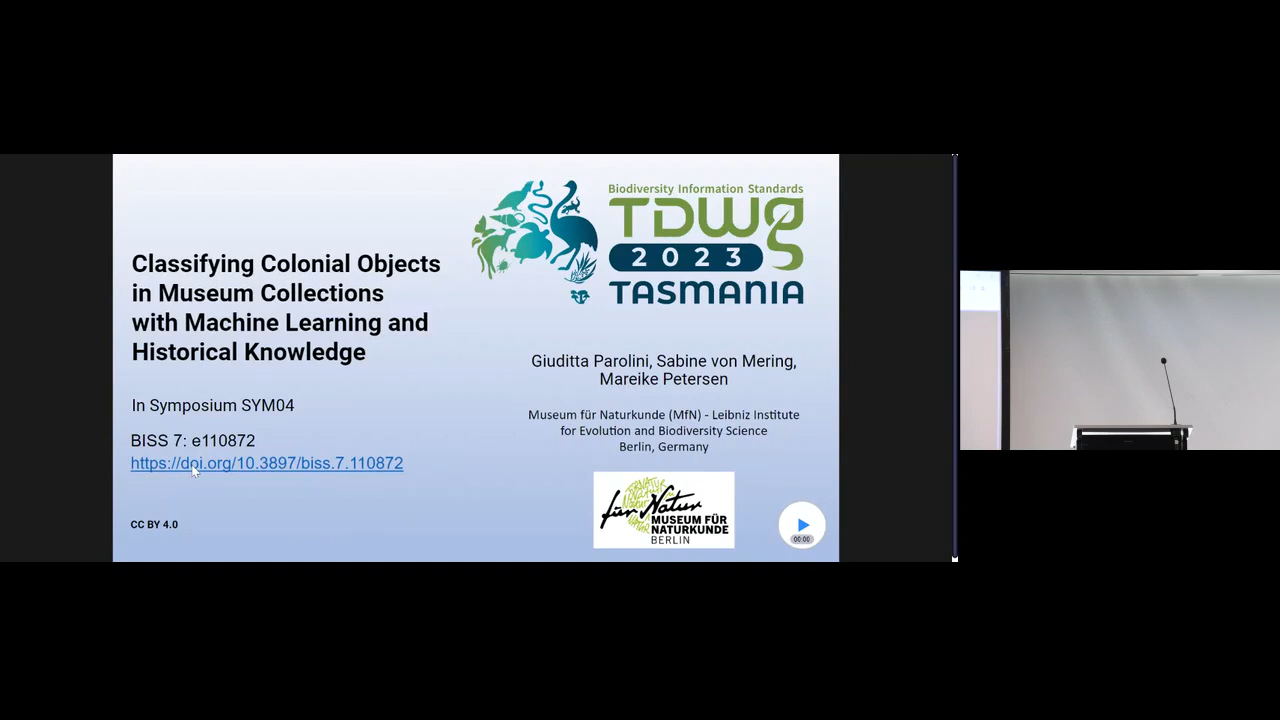 Classifying Colonial Objects
in Museum Collections
with Machine Learning and
Historical Knowledge
In Symposium SYM04
BISS 7: e110872
https://doi.org/10.3897/biss.7.110872
CC BY 4.0
Biodiversity Information Standards
TDWG
2023
TASMANIA
Giuditta Parolini, Sabine von Mering,
Mareike Petersen
Museum für Naturkunde (MfN) - Leibniz Institute
for Evolution and Biodiversity Science
Berlin, Germany
für Natur
MUSEUM FÜR
NATURKUNDE
BERLIN
00:00